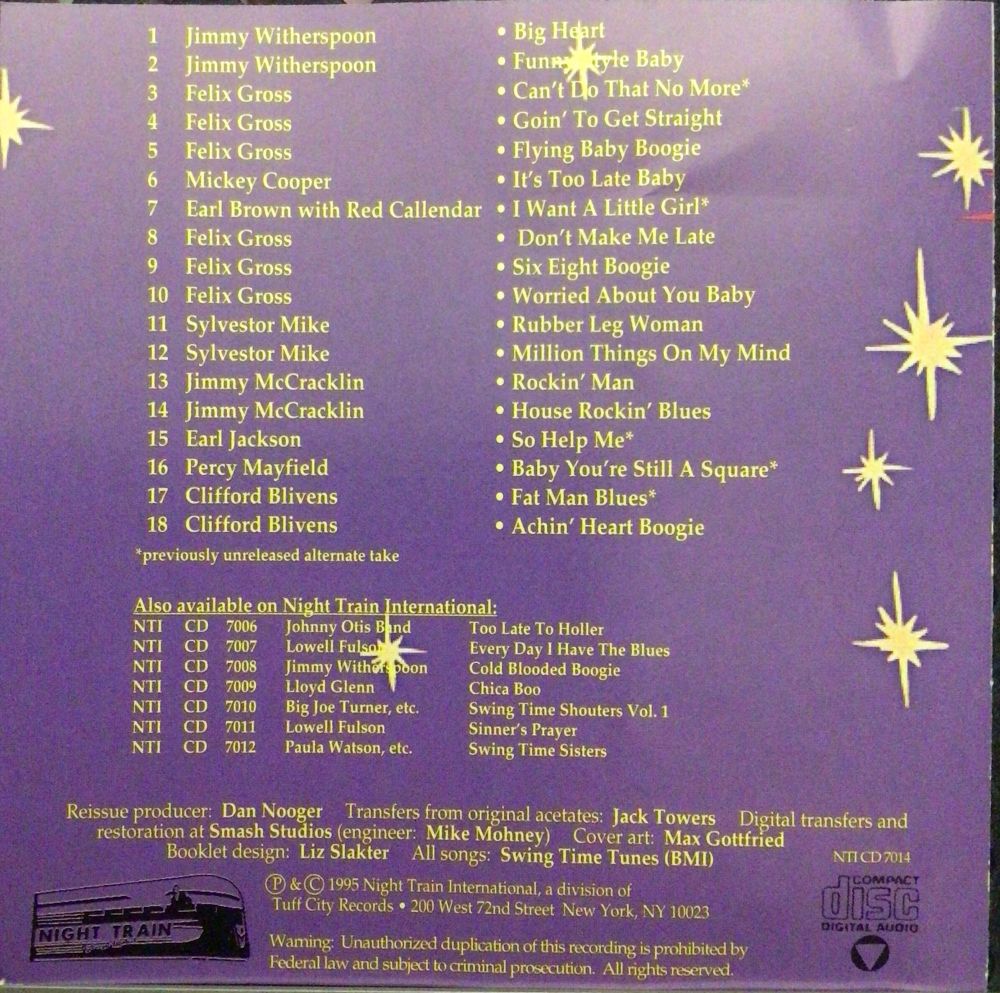 1 Jimmy Witherspoon • Big Heart
2 Jimmy Witherspoon • Funny Style Baby
3 Felix Gross • Can't Do That No More*
4 Felix Gross • Goin' To Get Straight
5 Felix Gross • Flying Baby Boogie
6 Mickey Cooper • It's Too Late Baby
7 Earl Brown with Red Callendar • I Want A Little Girl*
8 Felix Gross • Don't Make Me Late
9 Felix Gross • Six Eight Boogie
10 Felix Gross • Worried About You Baby
11 Sylvestor Mike • Rubber Leg Woman
12 Sylvestor Mike • Million Things On My Mind
13 Jimmy McCracklin • Rockin' Man
14 Jimmy McCracklin • House Rockin' Blues
15 Earl Jackson • So Help Me*
16 Percy Mayfield • Baby You're Still A Square*
17 Clifford Blivens • Fat Man Blues*
18 Clifford Blivens • Achin' Heart Boogie
*previously unreleased alternate take
Also available on Night Train International:
NTI CD 7006 Johnny Otis Band Too Late To Holler
NTI CD 7007 Lowell Fulson Every Day I Have The Blues
NTI CD 7008 Jimmy Witherspoon Cold Blooded Boogie
NTI CD 7009 Lloyd Glenn Chica Boo
NTI CD 7010 Big Joe Turner, etc. Swing Time Shouters Vol. 1
NTI CD 7011 Lowell Fulson Sinner's Prayer
NTI CD 7012 Paula Watson, etc. Swing Time Sisters
Reissue producer: Dan Nooger Transfers from original acetates: Jack Towers Digital transfers and
restoration at Smash Studios (engineer: Mike Mohney) Cover art: Max Gottfried
Booklet design: Liz Slakter All songs: Swing Time Tunes (BMI)
NTI CD 7014
℗ & © 1995 Night Train International, a division of
Tuff City Records • 200 West 72nd Street New York, NY 10023
Warning: Unauthorized duplication of this recording is prohibited by
Federal law and subject to criminal prosecution. All rights reserved.
NIGHT TRAIN
COMPACT
disc
DIGITAL AUDIO